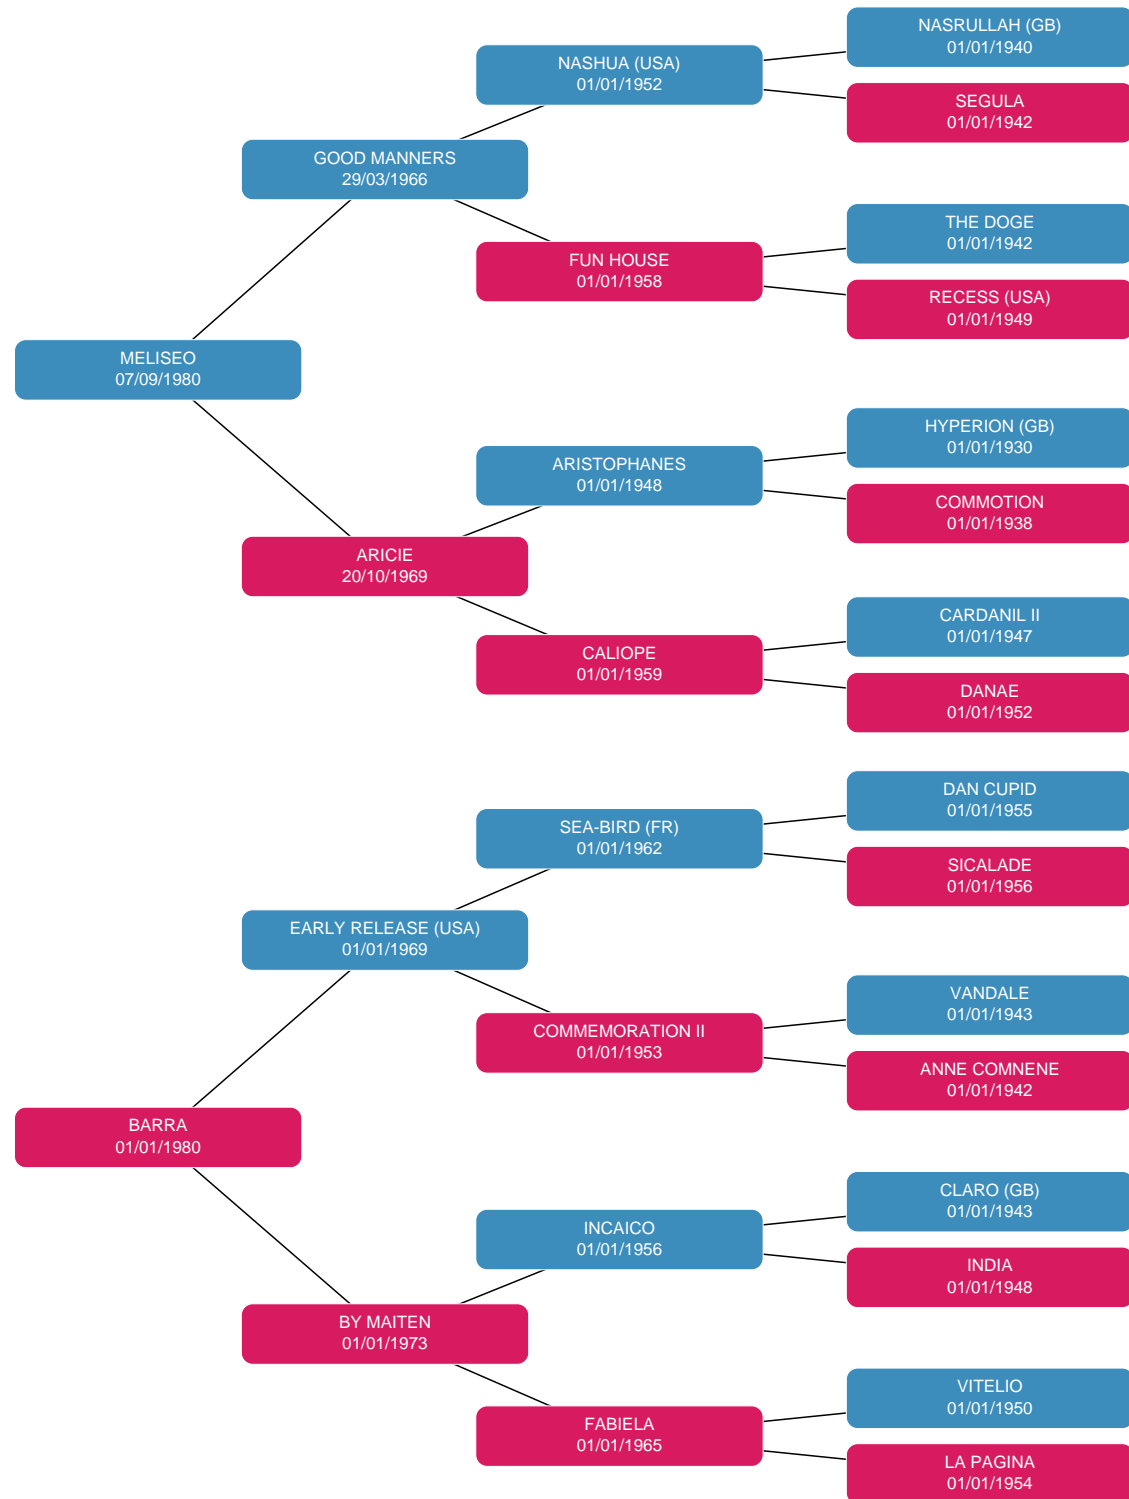 NASRULLAH (GB)
01/01/1940
NASHUA (USA)
01/01/1952
SEGULA
01/01/1942
GOOD MANNERS
29/03/1966
THE DOGE
01/01/1942
FUN HOUSE
01/01/1958
RECESS (USA)
01/01/1949
MELISEO
07/09/1980
HYPERION (GB)
01/01/1930
ARISTOPHANES
01/01/1948
COMMOTION
01/01/1938
ARICIE
20/10/1969
CARDANIL II
01/01/1947
CALIOPE
01/01/1959
DANAE
01/01/1952
DAN CUPID
01/01/1955
SEA-BIRD (FR)
01/01/1962
SICALADE
01/01/1956
EARLY RELEASE (USA)
01/01/1969
VANDALE
01/01/1943
COMMEMORATION II
01/01/1953
ANNE COMNENE
01/01/1942
BARRA
01/01/1980
CLARO (GB)
01/01/1943
INCAICO
01/01/1956
INDIA
01/01/1948
BY MAITEN
01/01/1973
VITELIO
01/01/1950
FABIELA
01/01/1965
LA PAGINA
01/01/1954